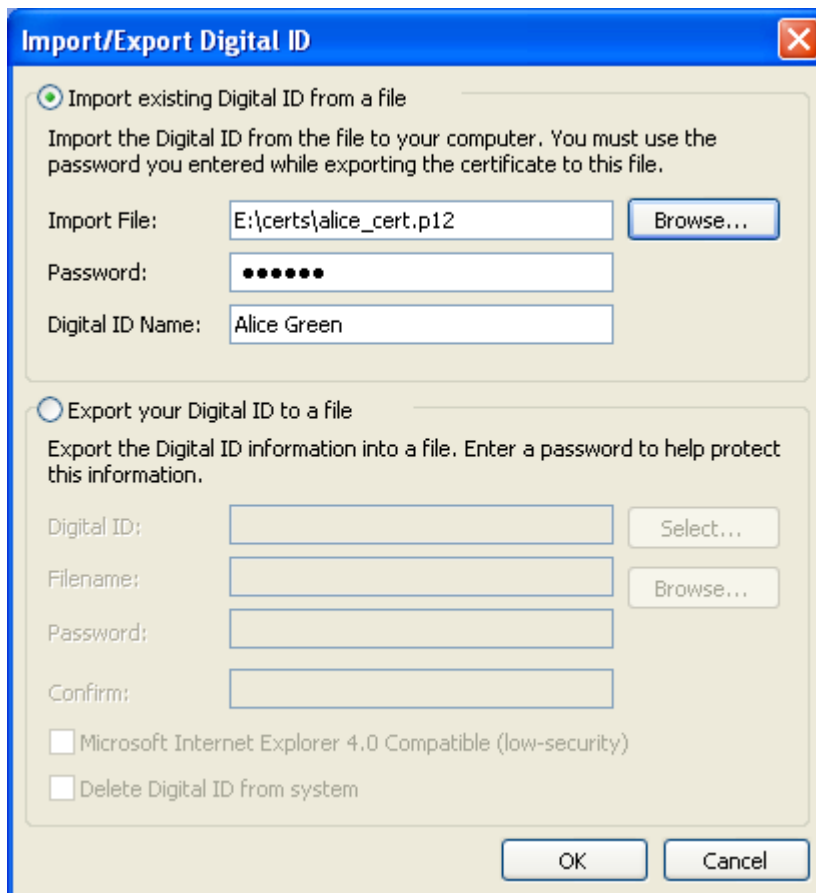 Import/Export Digital ID
Import existing Digital ID from a file
Import the Digital ID from the file to your computer. You must use the
password you entered while exporting the certificate to this file.
Import File: E:\certs\alice_cert.p12 Browse...
Password: ●●●●●●
Digital ID Name: Alice Green
Export your Digital ID to a file
Export the Digital ID information into a file. Enter a password to help protect
this information.
Digital ID: Select...
Filename: Browse...
Password:
Confirm:
Microsoft Internet Explorer 4.0 Compatible (low-security)
Delete Digital ID from system
OK Cancel